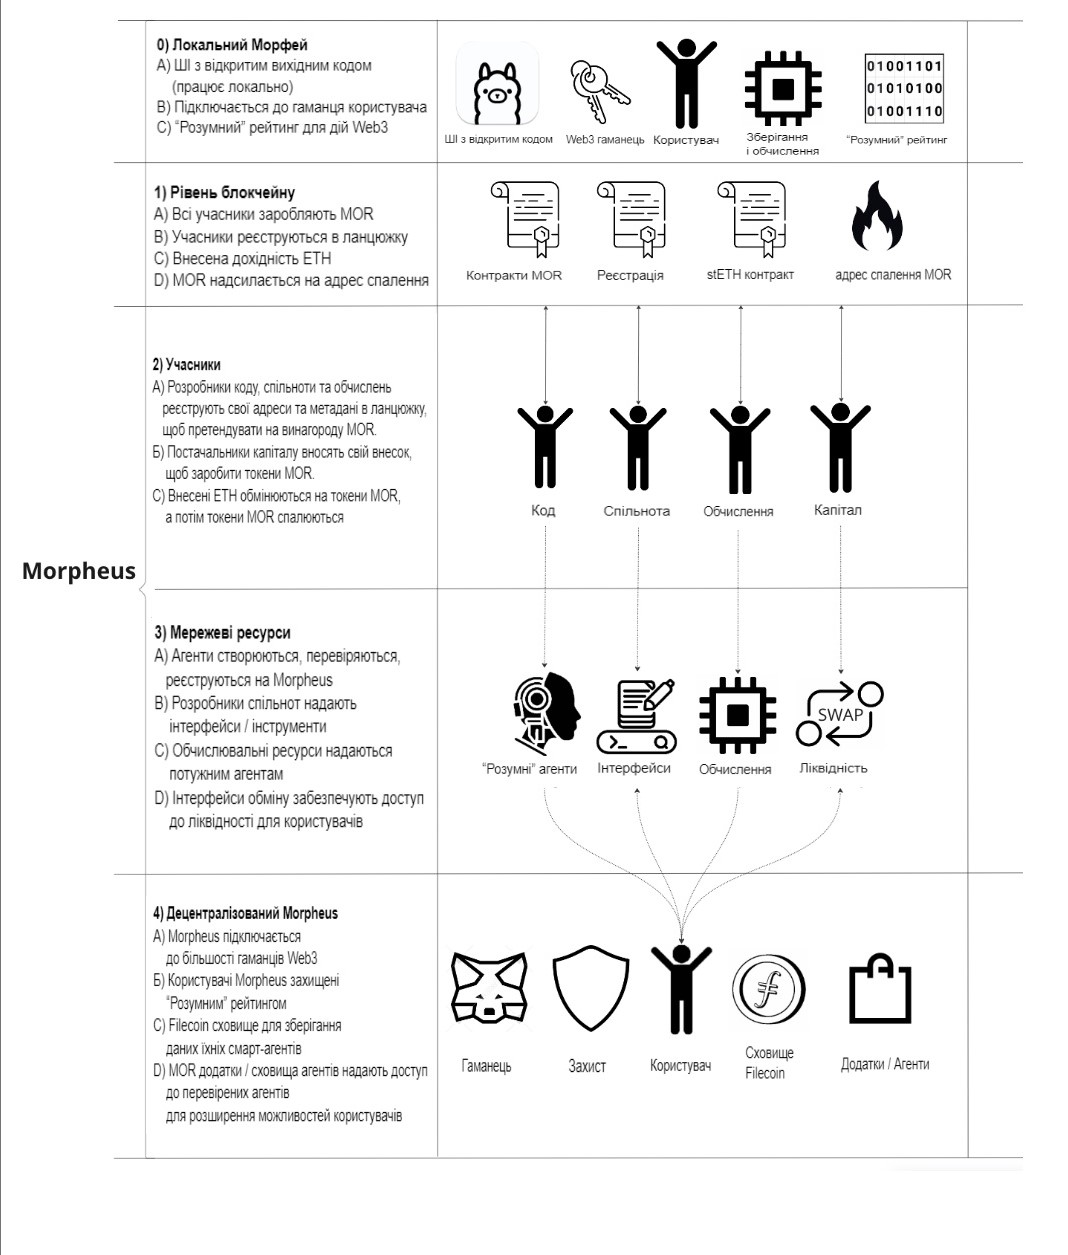 0) Локальний Морфей
A) ШІ з відкритим вихідним кодом
(працює локально)
B) Підключається до гаманця користувача
C) “Розумний” рейтинг для дій Web3
01001101
01010100
01001110
ШІ з відкритим кодом
Web3 гаманець
Користувач
Зберігання
і обчислення
“Розумний” рейтинг
1) Рівень блокчейну
A) Всі учасники заробляють MOR
B) Учасники реєструються в ланцюжку
C) Внесена дохідність ETH
D) MOR надсилається на адрес спалення
Контракти MOR
Реєстрація
stETH контракт
адрес спалення MOR
2) Учасники
A) Розробники коду, спільноти та обчислень
реєструють свої адреси та метадані в ланцюжку,
щоб претендувати на винагороду MOR.
Б) Постачальники капіталу вносять свій внесок,
щоб заробити токени MOR.
C) Внесені ETH обмінюються на токени MOR,
а потім токени MOR спалюються
Код
Спільнота
Обчислення
Капітал
Morpheus
3) Мережеві ресурси
A) Агенти створюються, перевіряються,
реєструються на Morpheus
B) Розробники спільнот надають
інтерфейси / інструменти
C) Обчислювальні ресурси надаються
потужним агентам
D) Інтерфейси обміну забезпечують доступ
до ліквідності для користувачів
SWAP
“Розумні” агенти
Інтерфейси
Обчислення
Ліквідність
4) Децентралізований Morpheus
A) Morpheus підключається
до більшості гаманців Web3
Б) Користувачі Morpheus захищені
“Розумним” рейтингом
C) Filecoin сховище для зберігання
даних їхніх смарт-агентів
D) MOR додатки / сховища агентів надають доступ
до перевірених агентів
для розширення можливостей користувачів
Гаманець
Захист
Користувач
Сховище
Filecoin
Додатки / Агенти